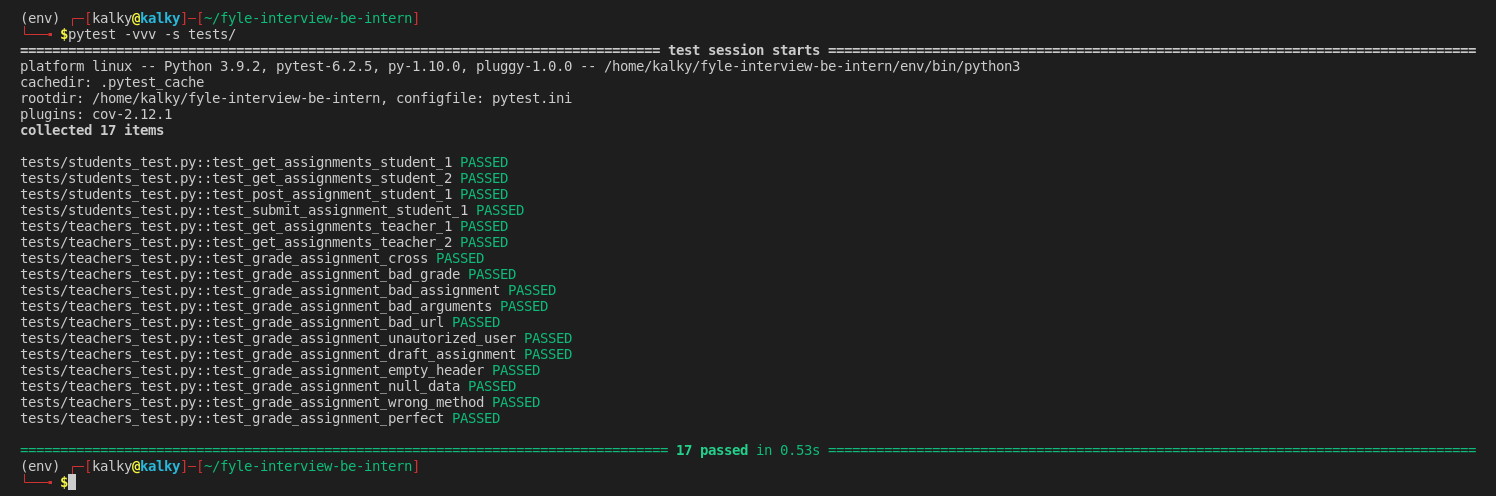 (env) ┌─[kalky@kalky]─[~/fyle-interview-be-intern]
└──╼ $pytest -vvv -s tests/
================================================================================ test session starts =================================================================================
platform linux -- Python 3.9.2, pytest-6.2.5, py-1.10.0, pluggy-1.0.0 -- /home/kalky/fyle-interview-be-intern/env/bin/python3
cachedir: .pytest_cache
rootdir: /home/kalky/fyle-interview-be-intern, configfile: pytest.ini
plugins: cov-2.12.1
collected 17 items
tests/students_test.py::test_get_assignments_student_1 PASSED
tests/students_test.py::test_get_assignments_student_2 PASSED
tests/students_test.py::test_post_assignment_student_1 PASSED
tests/students_test.py::test_submit_assignment_student_1 PASSED
tests/teachers_test.py::test_get_assignments_teacher_1 PASSED
tests/teachers_test.py::test_get_assignments_teacher_2 PASSED
tests/teachers_test.py::test_grade_assignment_cross PASSED
tests/teachers_test.py::test_grade_assignment_bad_grade PASSED
tests/teachers_test.py::test_grade_assignment_bad_assignment PASSED
tests/teachers_test.py::test_grade_assignment_bad_arguments PASSED
tests/teachers_test.py::test_grade_assignment_bad_url PASSED
tests/teachers_test.py::test_grade_assignment_unautorized_user PASSED
tests/teachers_test.py::test_grade_assignment_draft_assignment PASSED
tests/teachers_test.py::test_grade_assignment_empty_header PASSED
tests/teachers_test.py::test_grade_assignment_null_data PASSED
tests/teachers_test.py::test_grade_assignment_wrong_method PASSED
tests/teachers_test.py::test_grade_assignment_perfect PASSED
================================================================================= 17 passed in 0.53s =================================================================================
(env) ┌─[kalky@kalky]─[~/fyle-interview-be-intern]
└──╼ $